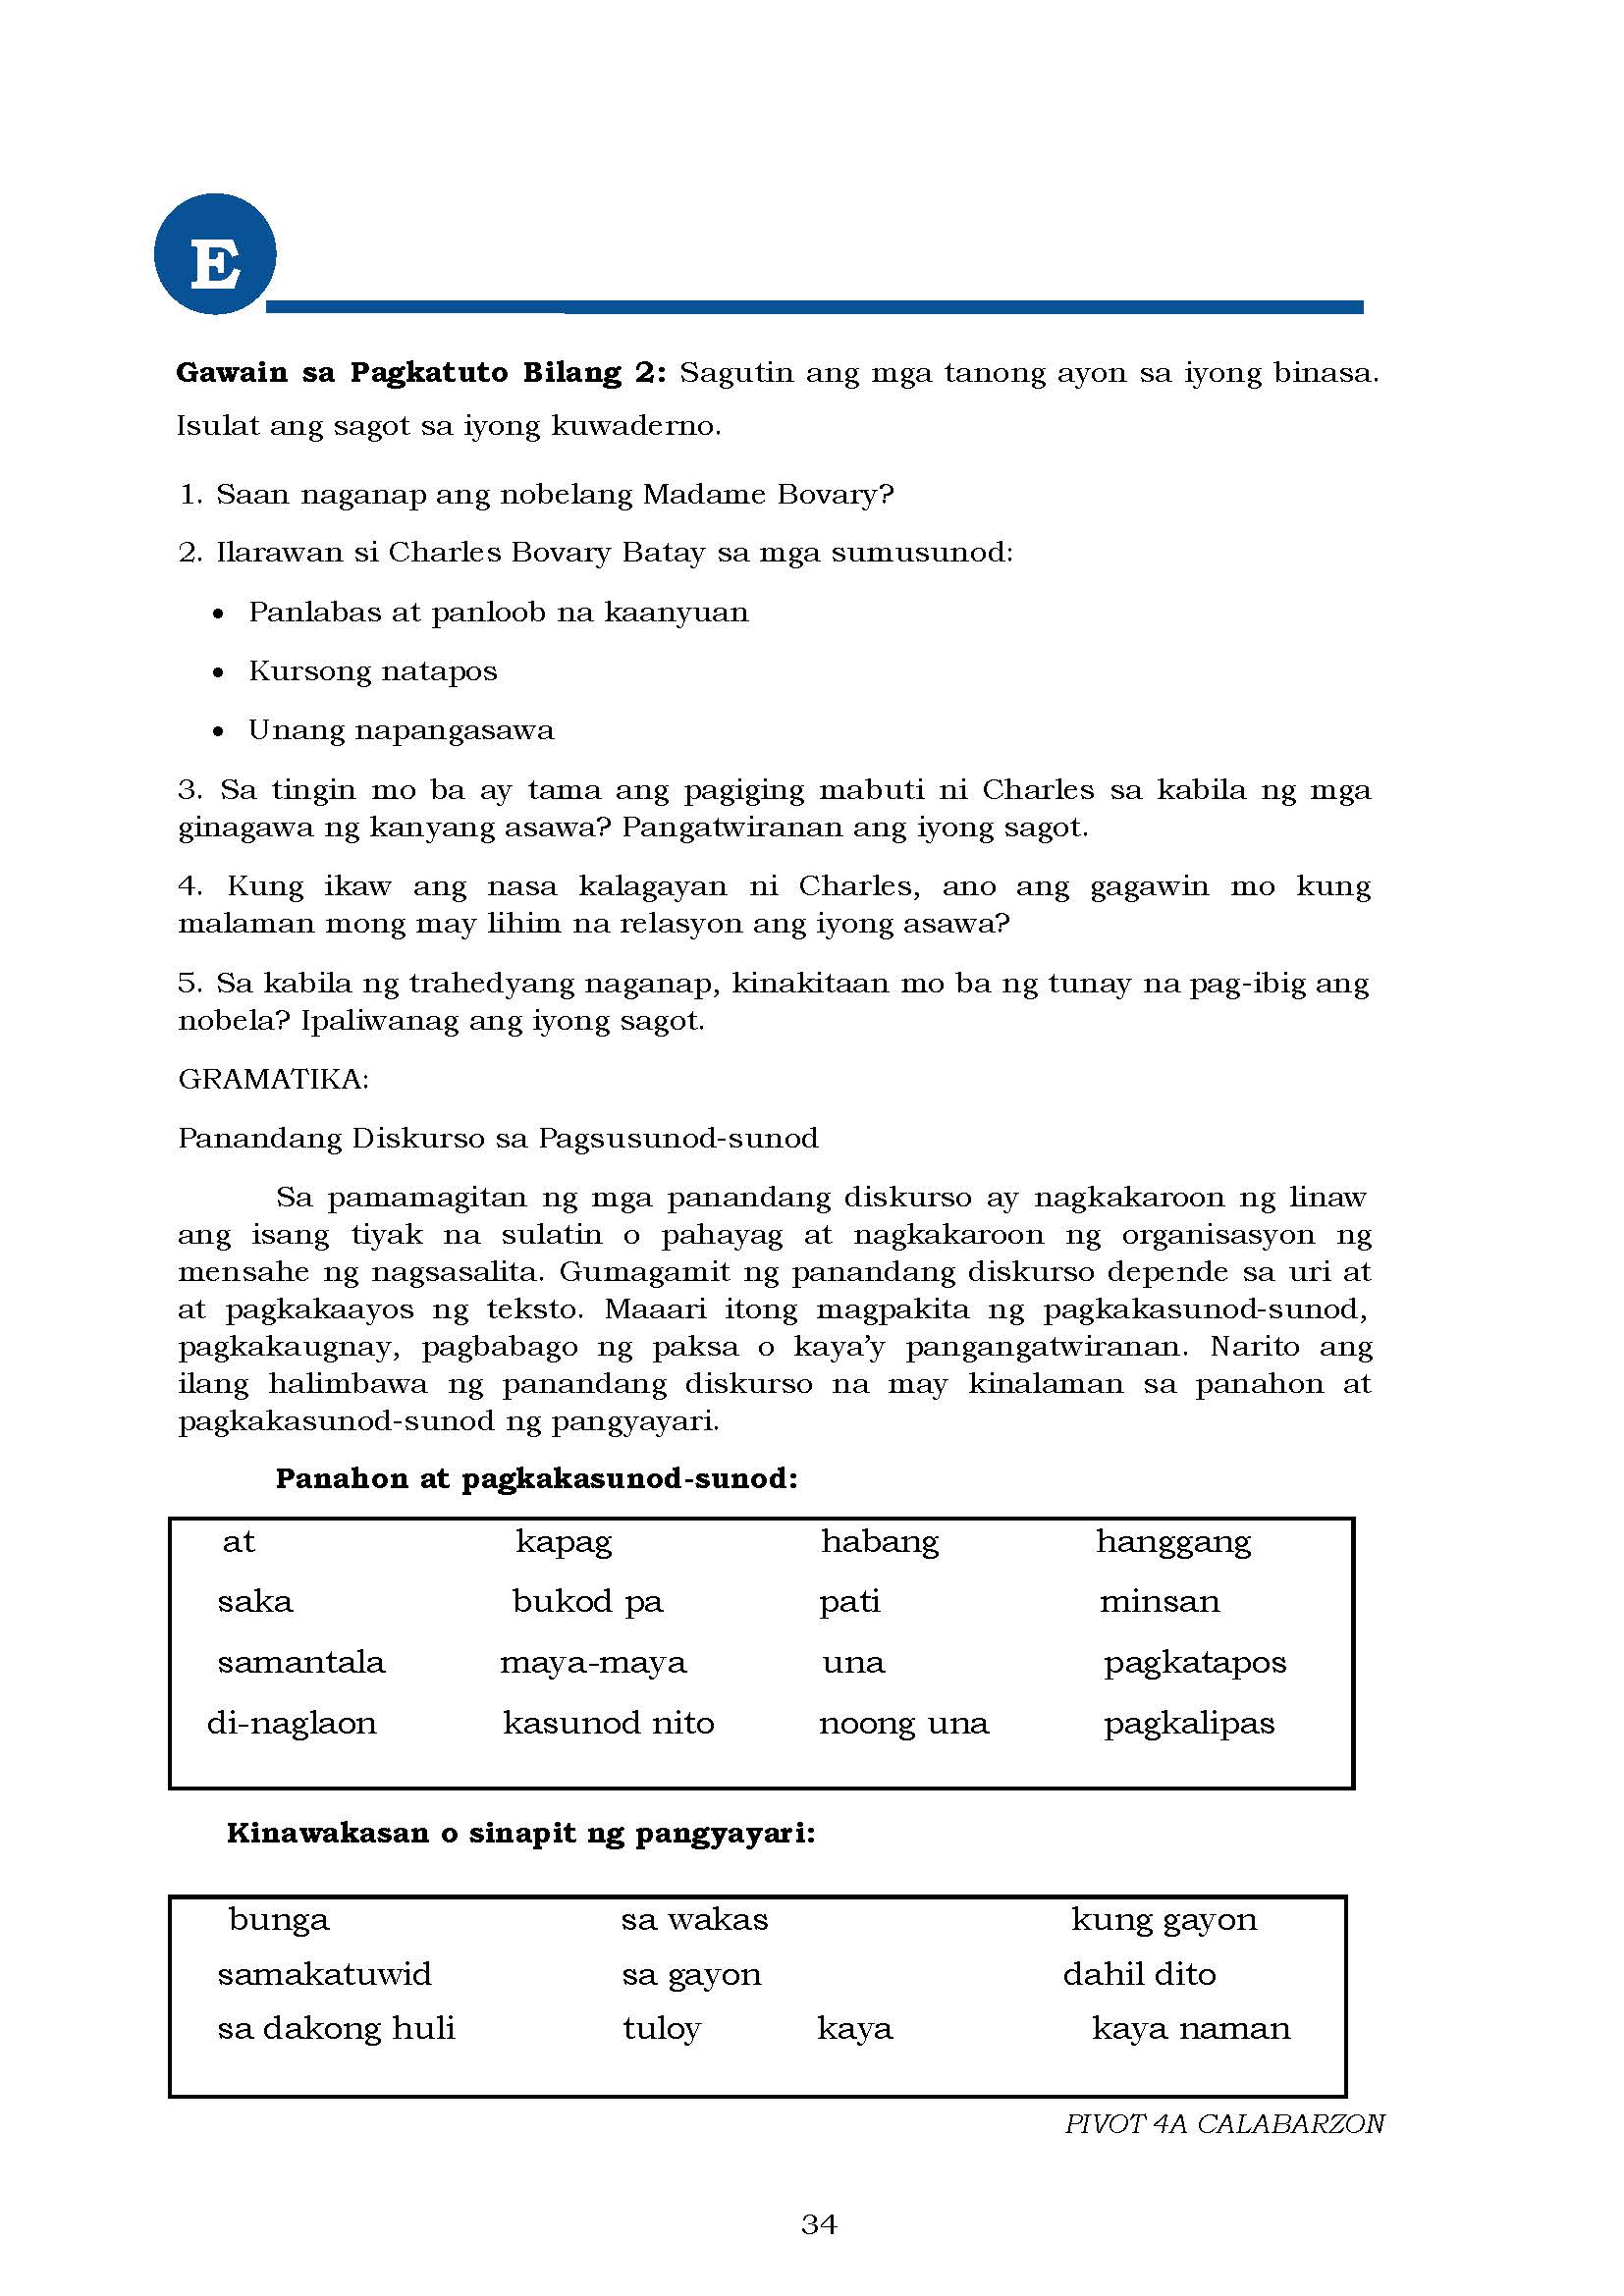 E
Gawain sa Pagkatuto Bilang 2: Sagutin ang mga tanong ayon sa iyong binasa.
Isulat ang sagot sa iyong kuwaderno.
1. Saan naganap ang nobelang Madame Bovary?
2. Ilarawan si Charles Bovary Batay sa mga sumusunod:
• Panlabas at panloob na kaanyuan
• Kursong natapos
• Unang napangasawa
3. Sa tingin mo ba ay tama ang pagiging mabuti ni Charles sa kabila ng mga
ginagawa ng kanyang asawa? Pangatwiranan ang iyong sagot.
4. Kung ikaw ang nasa kalagayan ni Charles, ano ang gagawin mo kung
malaman mong may lihim na relasyon ang iyong asawa?
5. Sa kabila ng trahedyang naganap, kinakitaan mo ba ng tunay na pag-ibig ang
nobela? Ipaliwanag ang iyong sagot.
GRAMATIKA:
Panandang Diskurso sa Pagsusunod-sunod
Sa pamamagitan ng mga panandang diskurso ay nagkakaroon ng linaw
ang isang tiyak na sulatin o pahayag at nagkakaroon ng organisasyon ng
mensahe ng nagsasalita. Gumagamit ng panandang diskurso depende sa uri at
at pagkakaayos ng teksto. Maaari itong magpakita ng pagkakasunod-sunod,
pagkakaugnay, pagbabago ng paksa o kaya'y pangangatwiranan. Narito ang
ilang halimbawa ng panandang diskurso na may kinalaman sa panahon at
pagkakasunod-sunod ng pangyayari.
Panahon at pagkakasunod-sunod:
at kapag habang hanggang
saka bukod pa pati minsan
samantala maya-maya una pagkatapos
di-naglaon kasunod nito noong una pagkalipas
Kinawakasan o sinapit ng pangyayari:
bunga sa wakas kung gayon
samakatuwid sa gayon dahil dito
sa dakong huli tuloy kaya kaya naman
PIVOT 4A CALABARZON
34